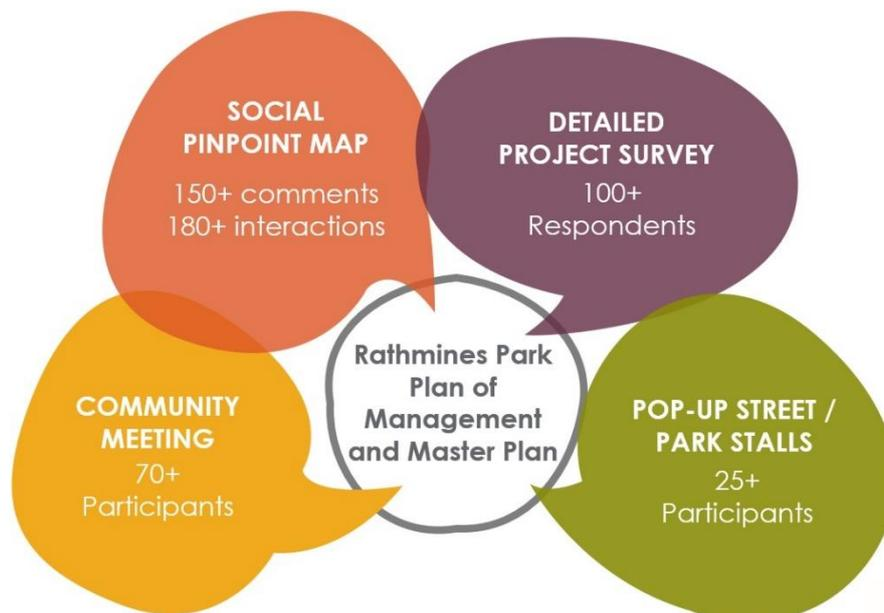 SOCIAL
PINPOINT MAP
150+ comments
180+ interactions
DETAILED
PROJECT SURVEY
100+
Respondents
Rathmines Park
Plan of
Management
and Master Plan
COMMUNITY
MEETING
70+
Participants
POP-UP STREET /
PARK STALLS
25+
Participants